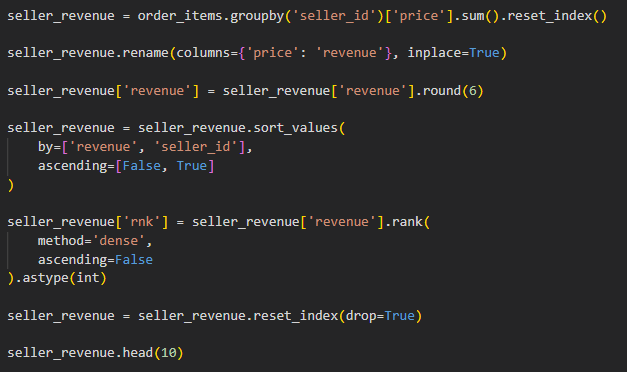 seller_revenue = order_items.groupby('seller_id')['price'].sum().reset_index()
seller_revenue.rename(columns={'price': 'revenue'}, inplace=True)
seller_revenue['revenue'] = seller_revenue['revenue'].round(6)
seller_revenue = seller_revenue.sort_values(
    by=['revenue', 'seller_id'],
    ascending=[False, True]
)
seller_revenue['rnk'] = seller_revenue['revenue'].rank(
    method='dense',
    ascending=False
).astype(int)
seller_revenue = seller_revenue.reset_index(drop=True)
seller_revenue.head(10)